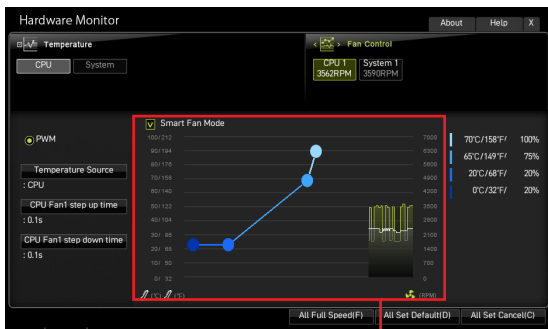 Hardware Monitor
About Help X
Temperature
Fan Control
CPU System
CPU 1 System 1
3562RPM 3590RPM
Smart Fan Mode
PWM
Temperature Source
: CPU
CPU Fan1 step up time
: 0.1s
CPU Fan1 step down time
: 0.1s
100/212 7000
90/194 6300
80/176 5600
70/158 4900
60/140 4200
50/122 3500
40/104 2800
30/ 86 2100
20/ 68 1400
10/ 50 700
0/ 32 0
(°C) (°F) (RPM)
70°C/158°F/ 100%
65°C/149°F/ 75%
20°C/68°F/ 20%
0°C/32°F/ 20%
All Full Speed(F) All Set Default(D) All Set Cancel(C)